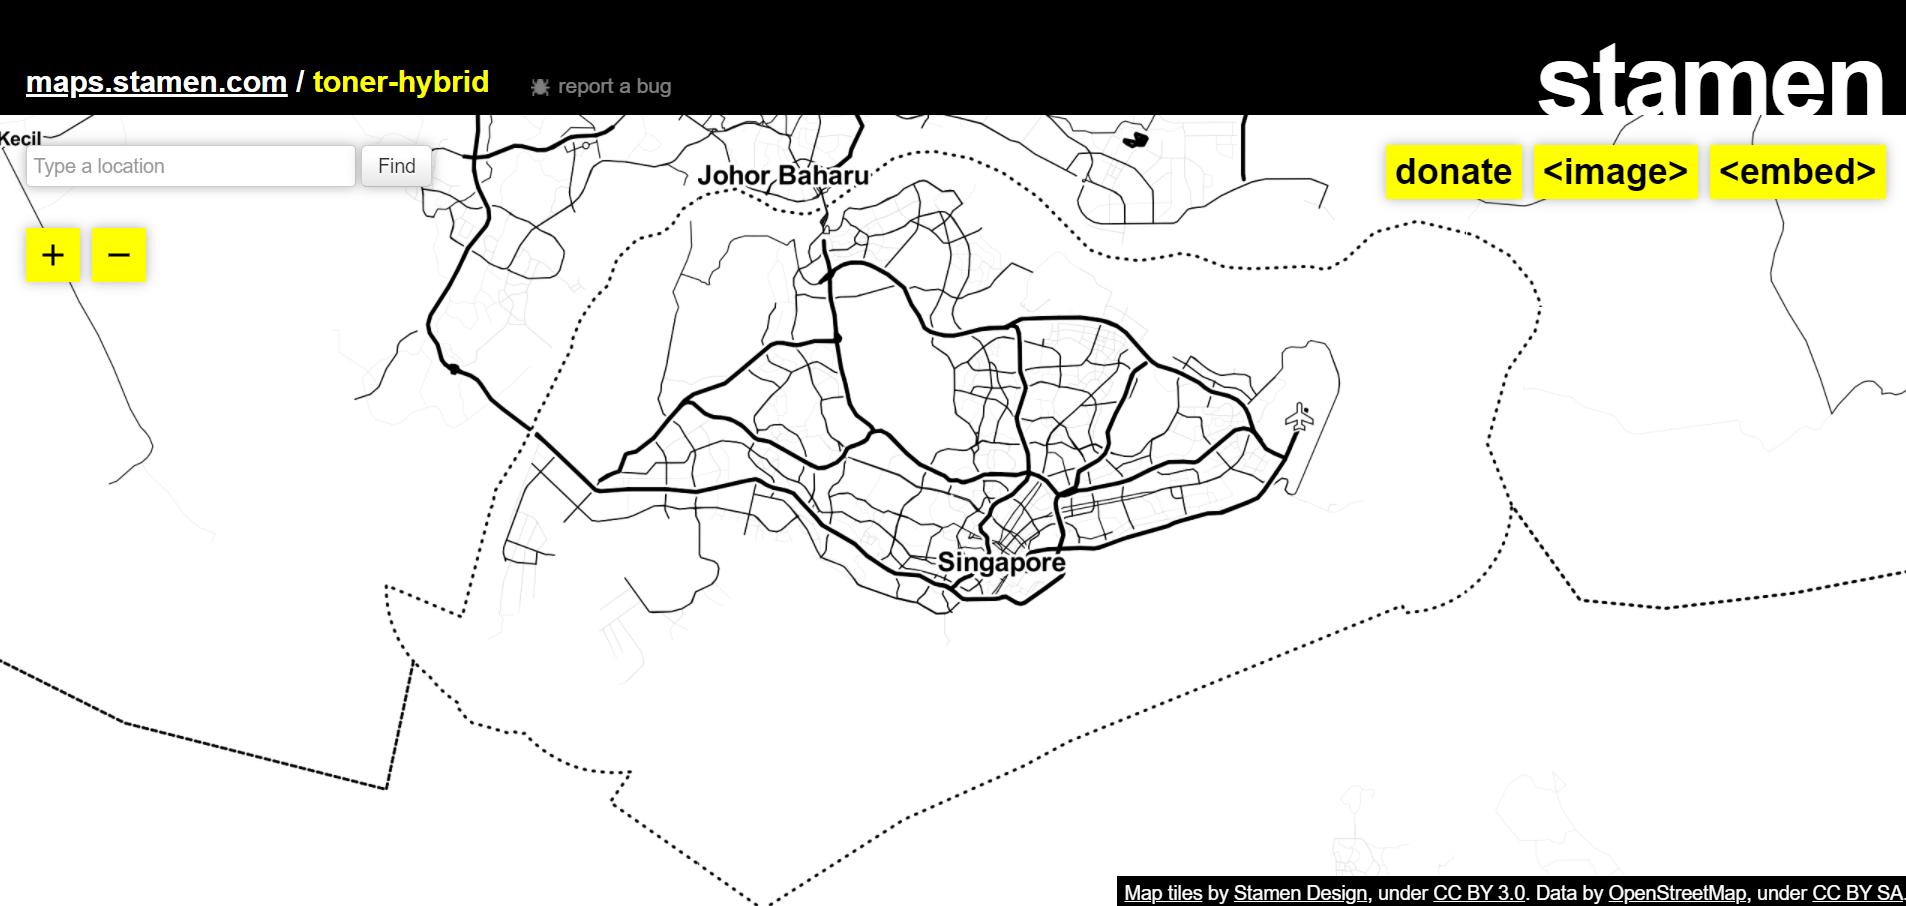 maps.stamen.com / toner-hybrid
report a bug
stamen
Kecil
Type a location
Find
Johor Baharu
donate
<image>
<embed>
+
−
Singapore
Map tiles by Stamen Design, under CC BY 3.0. Data by OpenStreetMap, under CC BY SA.